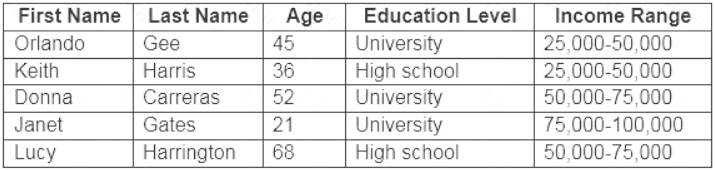 First Name Last Name Age Education Level Income Range
Orlando Gee 45 University 25,000-50,000
Keith Harris 36 High school 25,000-50,000
Donna Carreras 52 University 50,000-75,000
Janet Gates 21 University 75,000-100,000
Lucy Harrington 68 High school 50,000-75,000